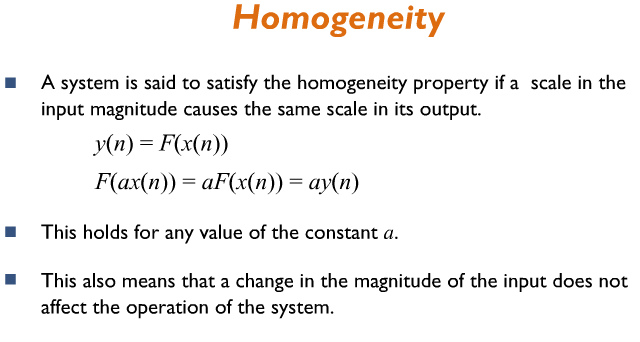 Homogeneity
A system is said to satisfy the homogeneity property if a scale in the
input magnitude causes the same scale in its output.
y(n) = F(x(n))
F(ax(n)) = aF(x(n)) = ay(n)
This holds for any value of the constant a.
This also means that a change in the magnitude of the input does not
affect the operation of the system.